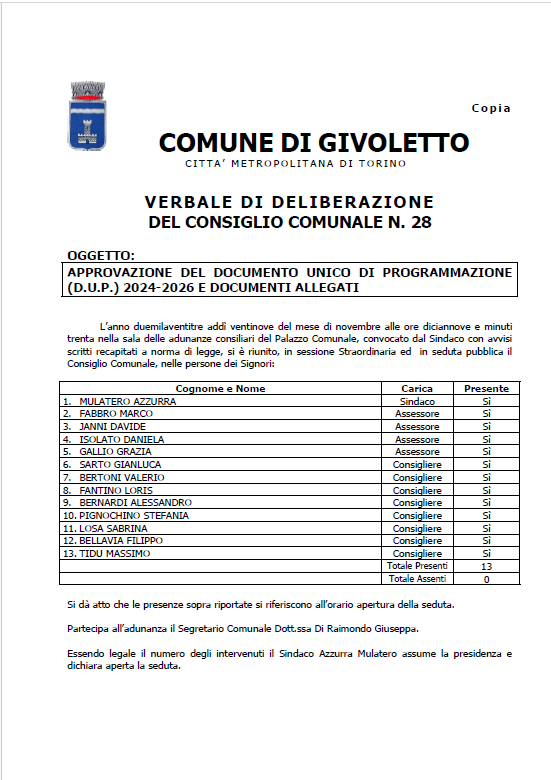 Copia
COMUNE DI GIVOLETTO
CITTA' METROPOLITANA DI TORINO
VERBALE DI DELIBERAZIONE
DEL CONSIGLIO COMUNALE N. 28
OGGETTO:
APPROVAZIONE DEL DOCUMENTO UNICO DI PROGRAMMAZIONE
(D.U.P.) 2024-2026 E DOCUMENTI ALLEGATI
L'anno duemilaventitre addì ventinove del mese di novembre alle ore diciannove e minuti
trenta nella sala delle adunanze consiliari del Palazzo Comunale, convocato dal Sindaco con avvisi
scritti recapitati a norma di legge, si è riunito, in sessione Straordinaria ed in seduta pubblica il
Consiglio Comunale, nelle persone dei Signori:
Cognome e Nome Carica Presente
1. MULATERO AZZURRA Sindaco Sì
2. FABBRO MARCO Assessore Sì
3. JANNI DAVIDE Assessore Sì
4. ISOLATO DANIELA Assessore Sì
5. GALLIO GRAZIA Assessore Sì
6. SARTO GIANLUCA Consigliere Sì
7. BERTONI VALERIO Consigliere Sì
8. FANTINO LORIS Consigliere Sì
9. BERNARDI ALESSANDRO Consigliere Sì
10. PIGNOCHINO STEFANIA Consigliere Sì
11. LOSA SABRINA Consigliere Sì
12. BELLAVIA FILIPPO Consigliere Sì
13. TIDU MASSIMO Consigliere Sì
Totale Presenti 13
Totale Assenti 0
Si dà atto che le presenze sopra riportate si riferiscono all'orario apertura della seduta.
Partecipa all'adunanza il Segretario Comunale Dott.ssa Di Raimondo Giuseppa.
Essendo legale il numero degli intervenuti il Sindaco Azzurra Mulatero assume la presidenza e
dichiara aperta la seduta.